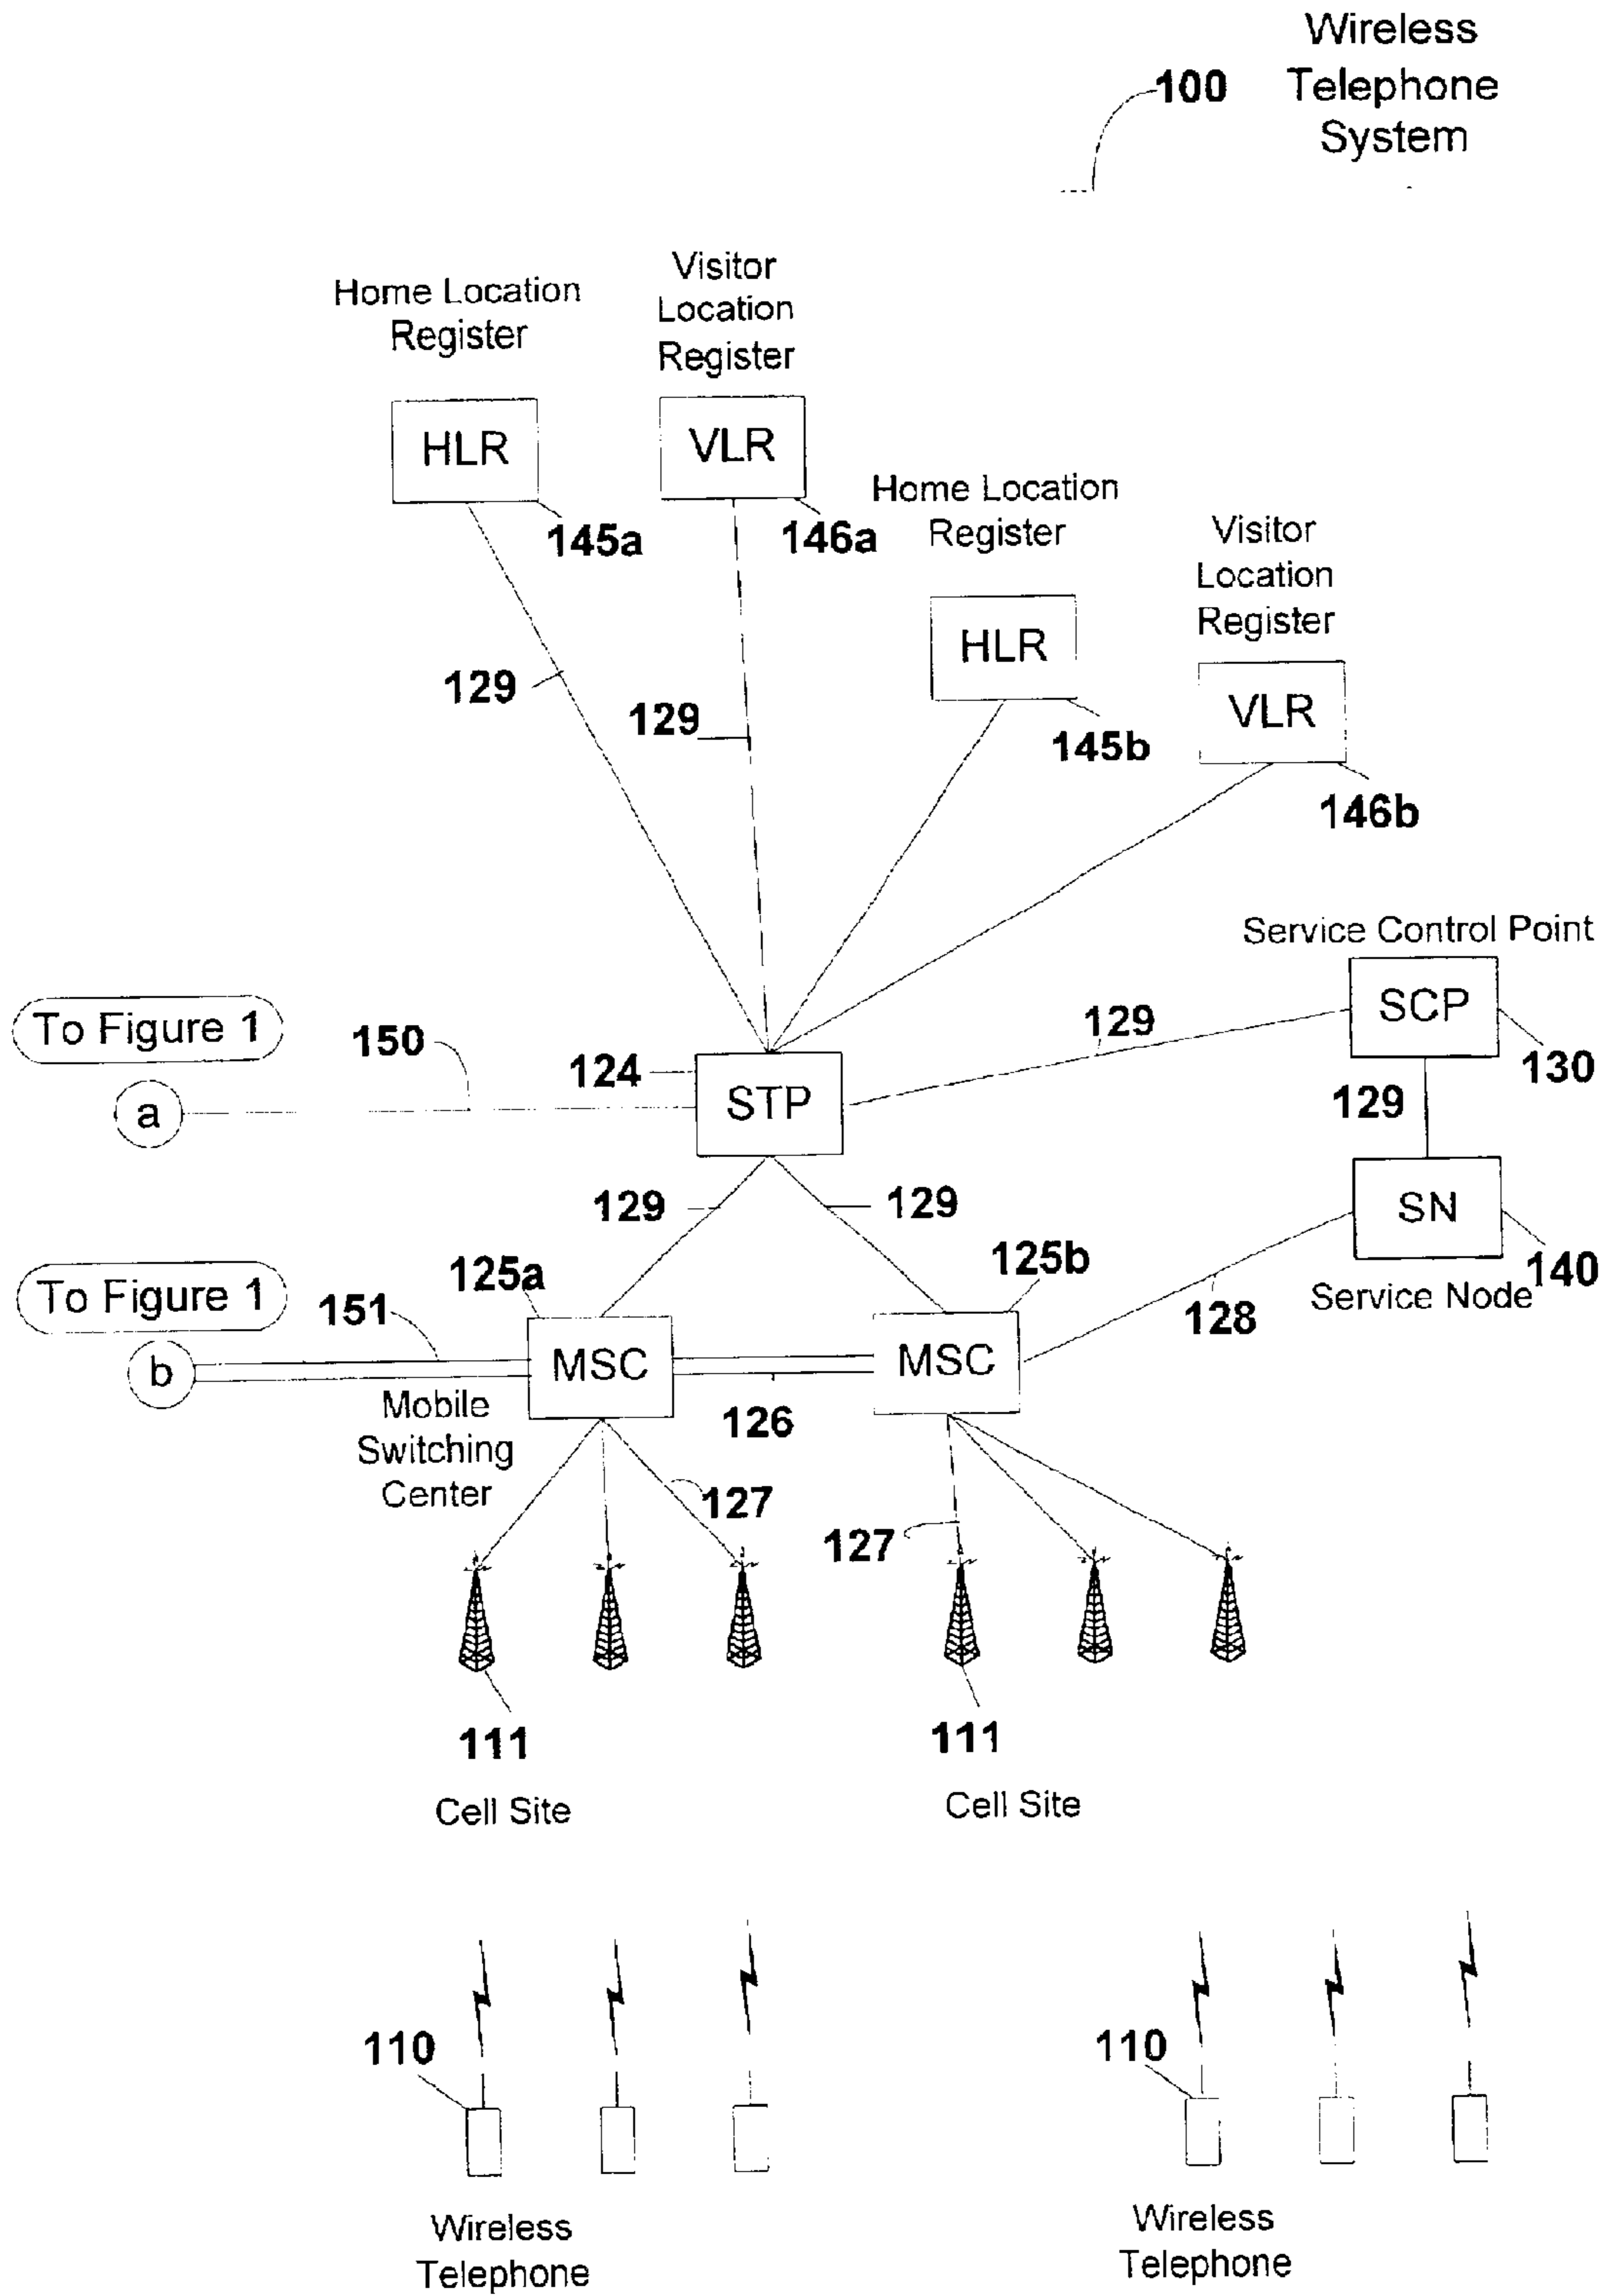 Wireless
100 Telephone
System
Visitor
Home Location
Location
Register
Register
HLR
VLR
145a
146a
Home Location
Register
Visitor
Location
Register
HLR
VLR
129
129
145b
146b
Service Control Point
SCP
To Figure 1
150
129
124
130
a
STP
129
129
129
SN
125a
125b
140
To Figure 1
151
Service Node
128
b
MSC
MSC
Mobile
Switching
Center
126
127
127
111
111
Cell Site
Cell Site
110
110
Wireless
Telephone
Wireless
Telephone